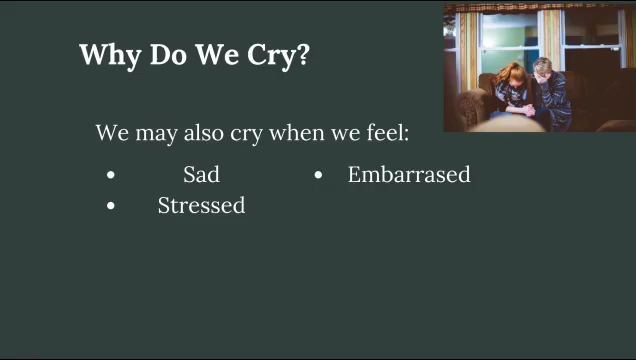 Why Do We Cry?
We may also cry when we feel:
• Sad
• Embarrased
• Stressed